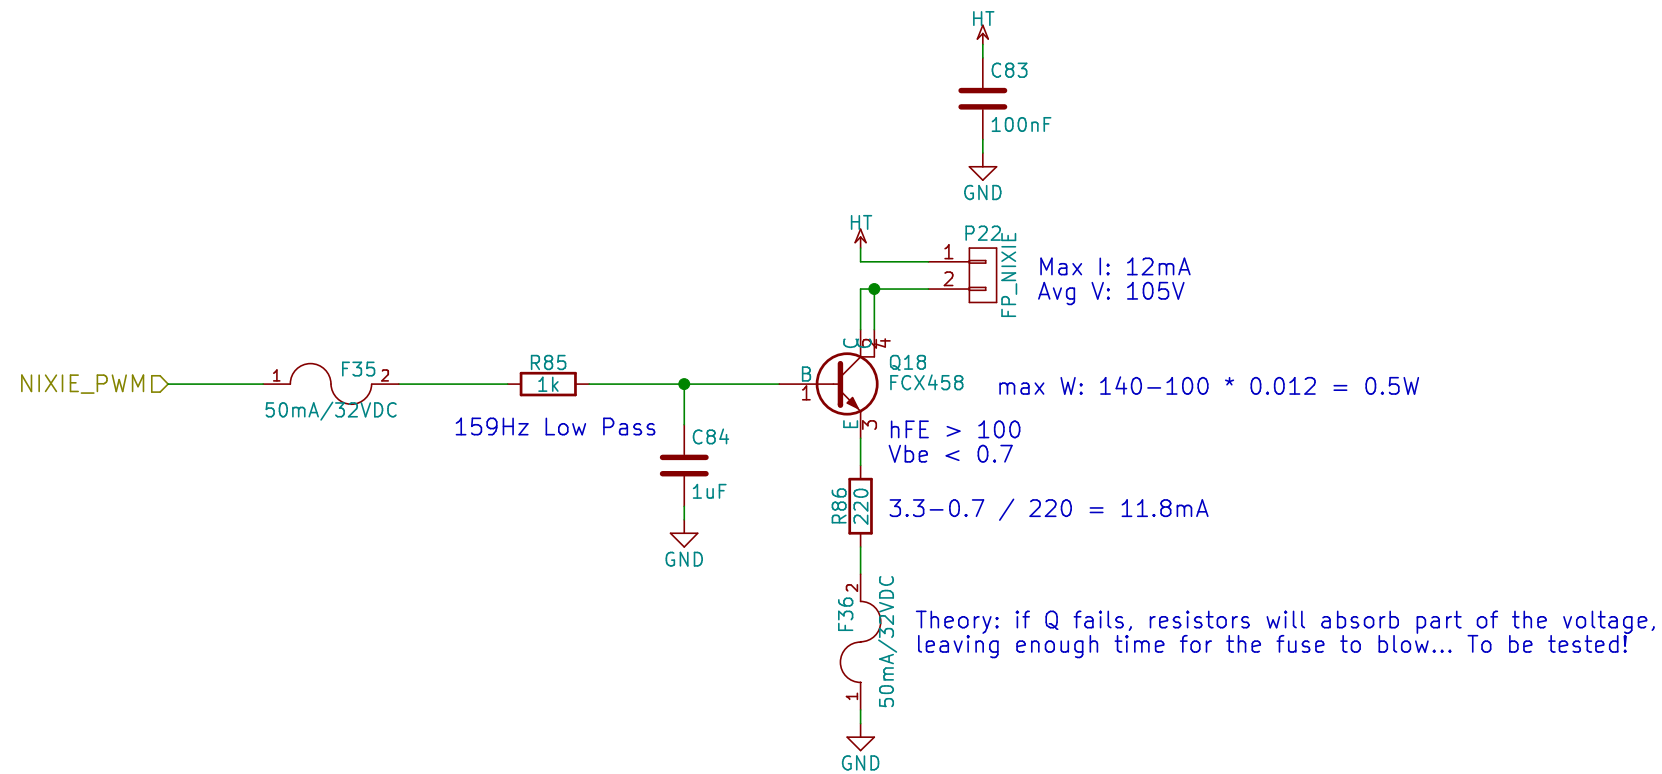 HT
C83
100nF
GND
HT
P22
FP_NIXIE
1
2
Max I: 12mA
Avg V: 105V
NIXIE_PWM
1
F35
2
50mA/32VDC
R85
1k
159Hz Low Pass
C84
1uF
GND
B
1
C
4
Q18
FCX458
max W: 140-100 * 0.012 = 0.5W
E
3
hFE > 100
Vbe < 0.7
R86
220
3.3-0.7 / 220 = 11.8mA
2
F36
50mA/32VDC
1
GND
Theory: if Q fails, resistors will absorb part of the voltage,
leaving enough time for the fuse to blow... To be tested!